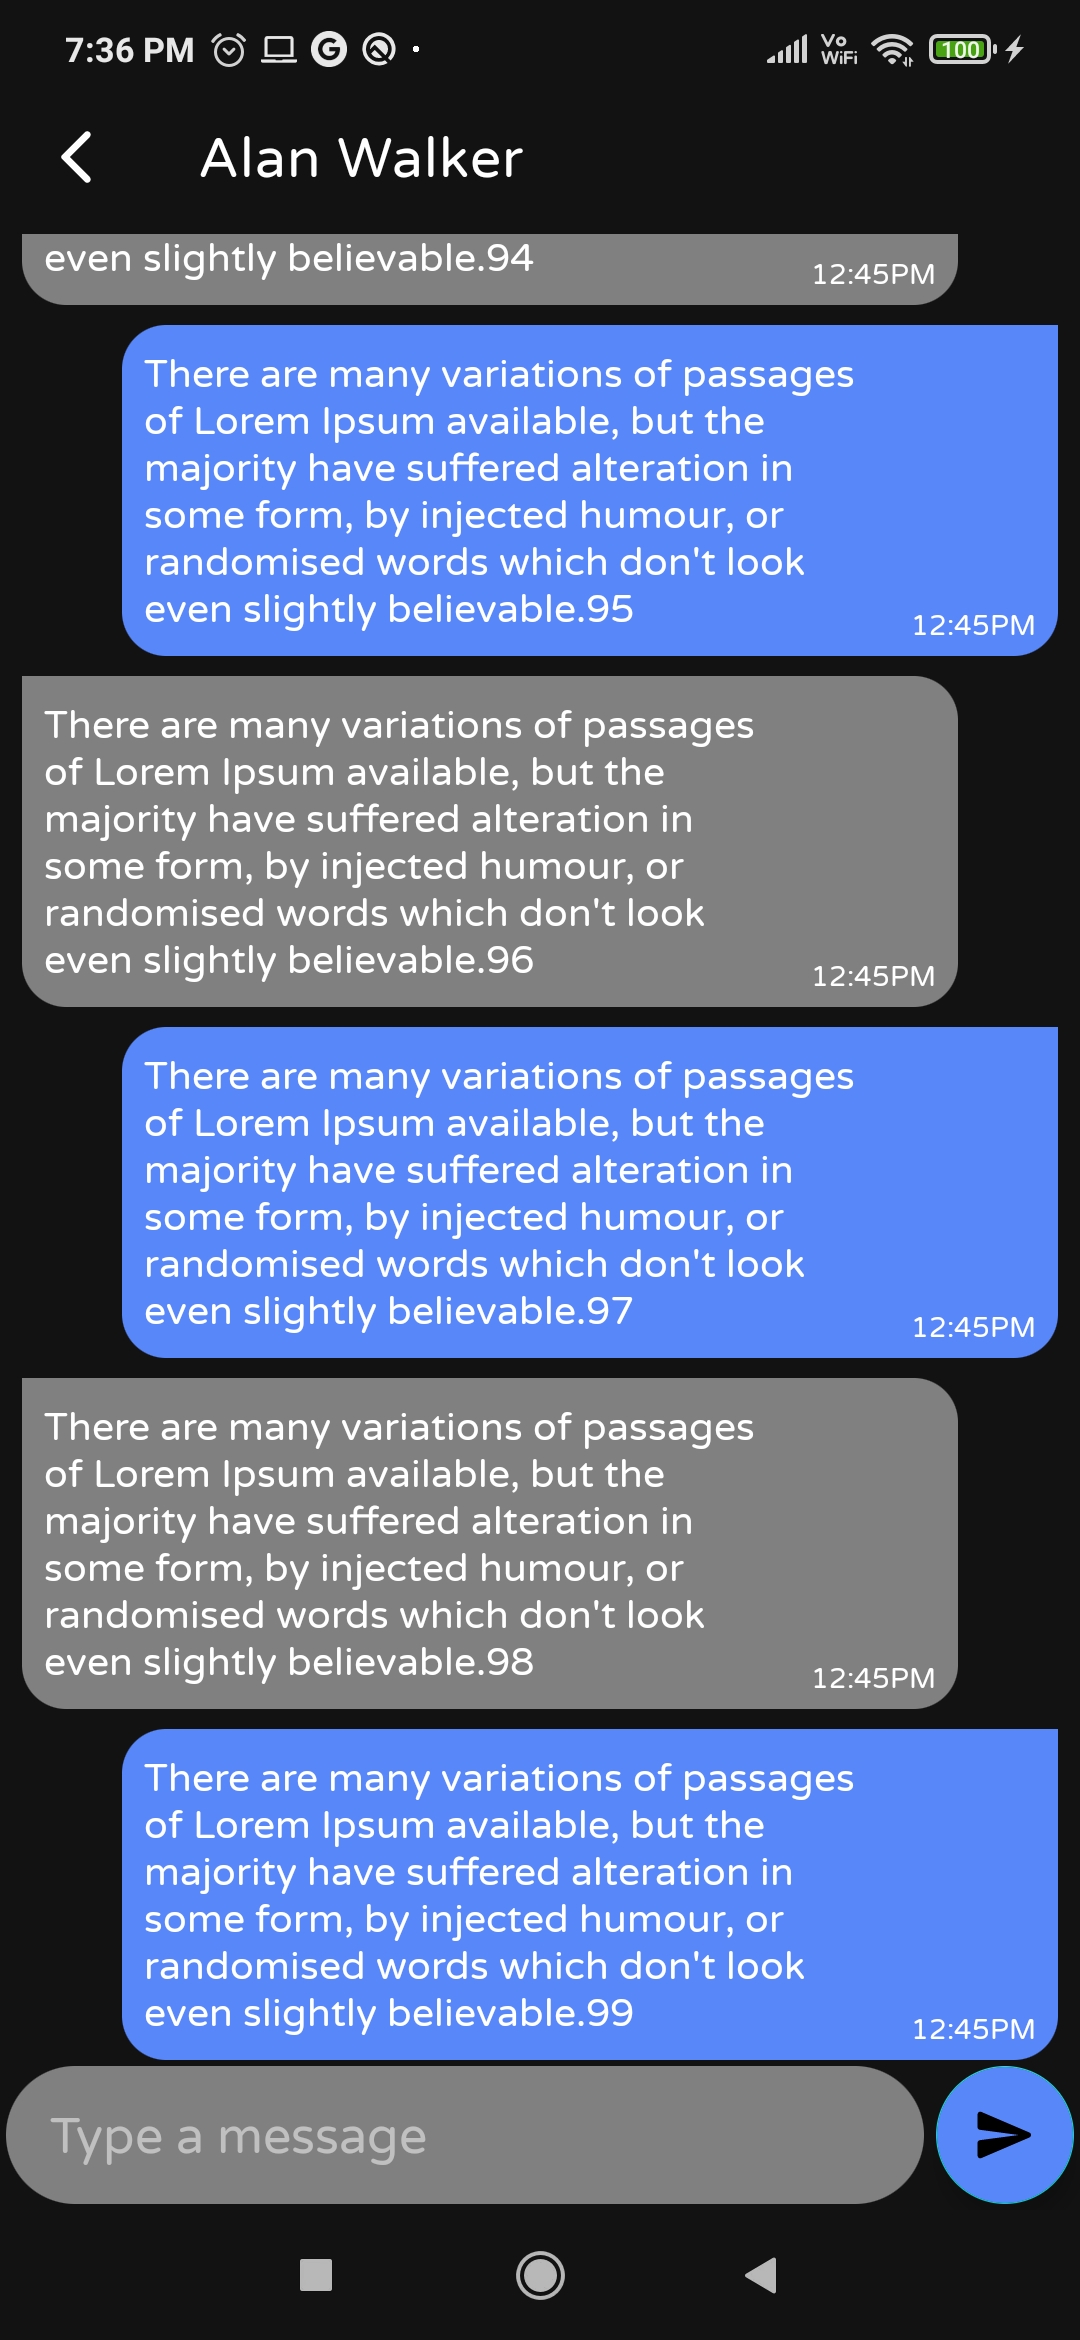 7:36 PM
Vo
WiFi
100
Alan Walker
even slightly believable.94
12:45PM
There are many variations of passages
of Lorem Ipsum available, but the
majority have suffered alteration in
some form, by injected humour, or
randomised words which don't look
even slightly believable.95
12:45PM
There are many variations of passages
of Lorem Ipsum available, but the
majority have suffered alteration in
some form, by injected humour, or
randomised words which don't look
even slightly believable.96
12:45PM
There are many variations of passages
of Lorem Ipsum available, but the
majority have suffered alteration in
some form, by injected humour, or
randomised words which don't look
even slightly believable.97
12:45PM
There are many variations of passages
of Lorem Ipsum available, but the
majority have suffered alteration in
some form, by injected humour, or
randomised words which don't look
even slightly believable.98
12:45PM
There are many variations of passages
of Lorem Ipsum available, but the
majority have suffered alteration in
some form, by injected humour, or
randomised words which don't look
even slightly believable.99
12:45PM
Type a message